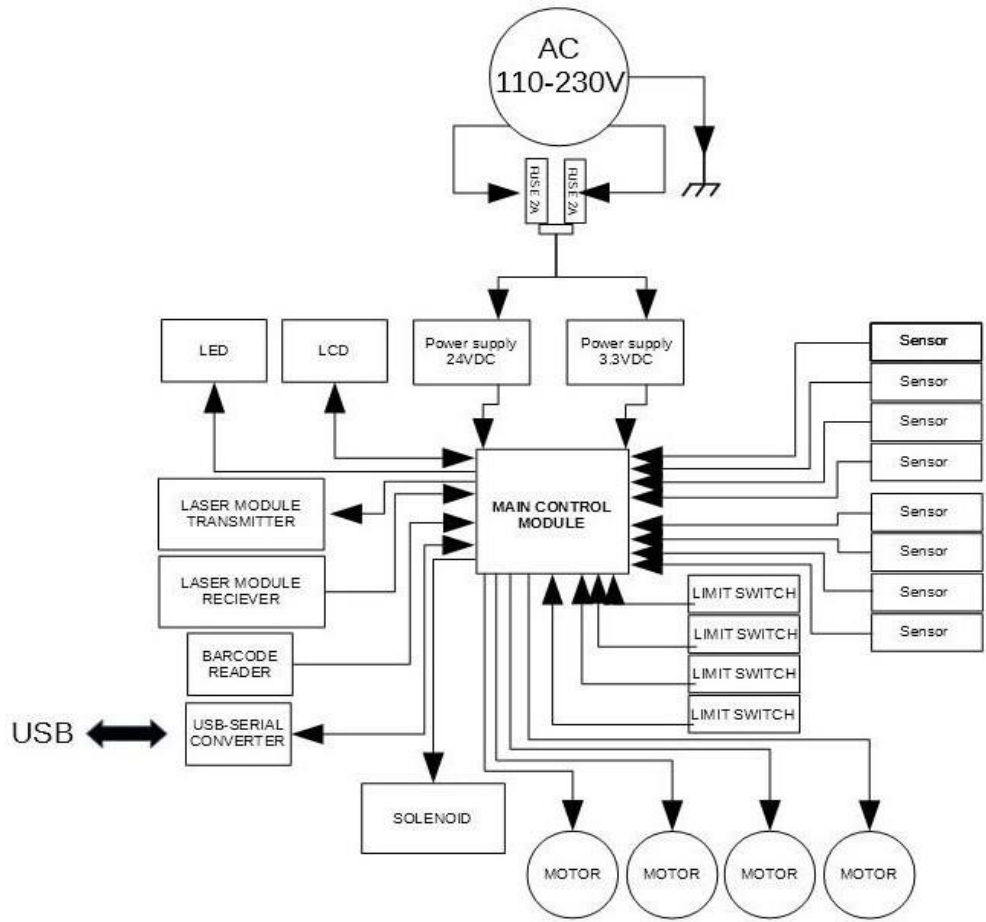 AC
110-230V
FUSE 2A
FUSE 2A
LED
LCD
Power supply
24VDC
Power supply
3.3VDC
Sensor
Sensor
Sensor
Sensor
LASER MODULE
TRANSMITTER
MAIN CONTROL
MODULE
Sensor
Sensor
Sensor
Sensor
LASER MODULE
RECIEVER
LIMIT SWITCH
LIMIT SWITCH
LIMIT SWITCH
LIMIT SWITCH
BARCODE
READER
USB
USB-SERIAL
CONVERTER
SOLENOID
MOTOR
MOTOR
MOTOR
MOTOR